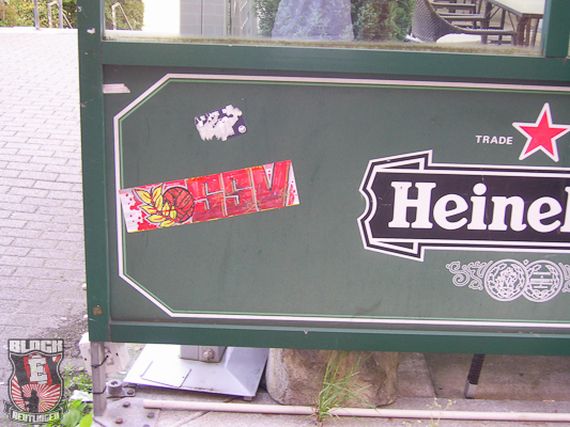 SSV
TRADE
Heine
BLOCK
E
REUTLINGEN